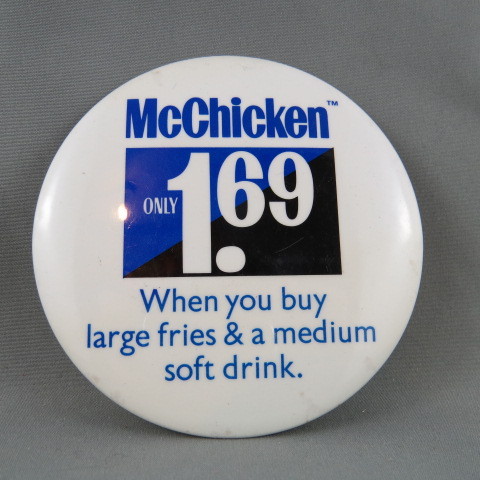 McChicken™
ONLY 1.69
When you buy
large fries & a medium
soft drink.